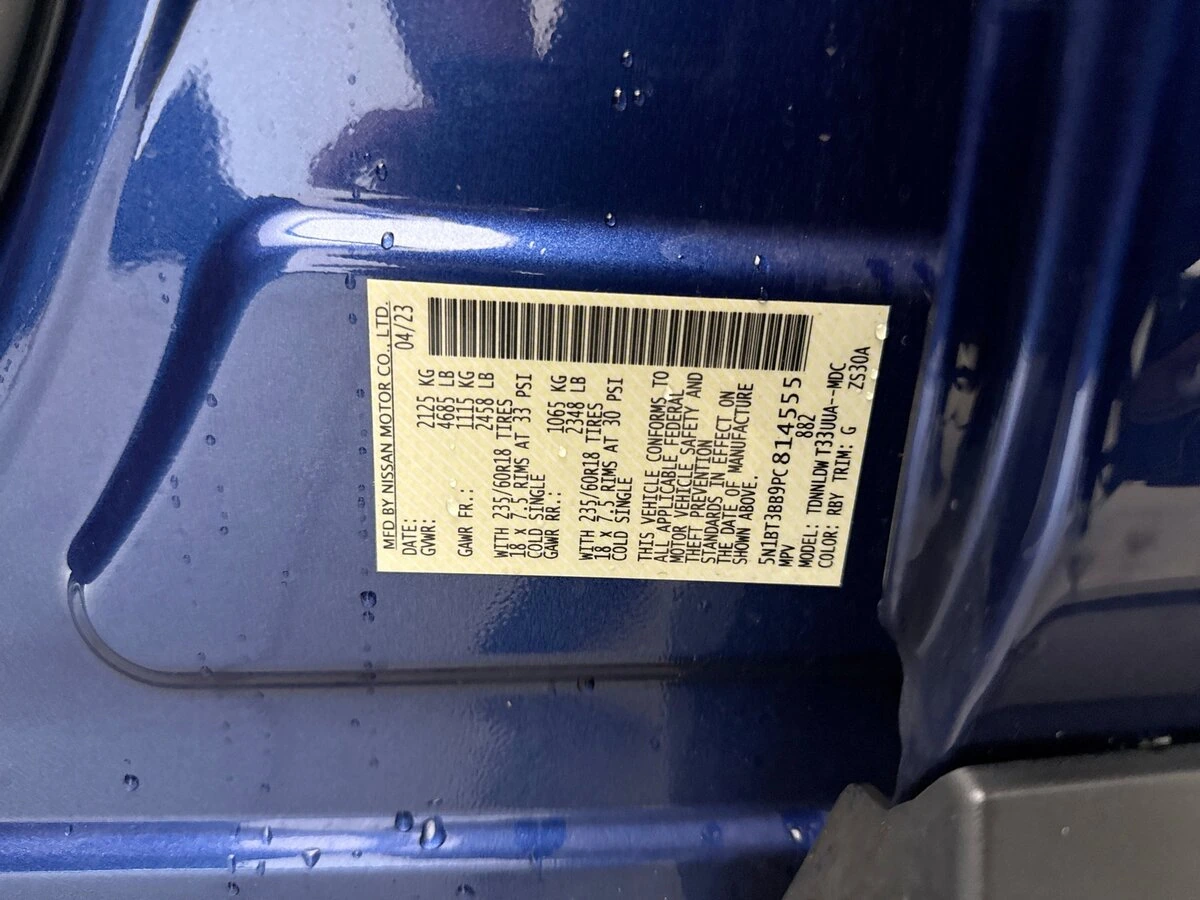 MFD BY NISSAN MOTOR CO., LTD.
DATE: 04/23
GVWR: 2125 KG
4685 LB
GAWR FR.: 1115 KG
2458 LB
WITH 235/60R18 TIRES
18 x 7.5 RIMS AT 33 PSI
COLD SINGLE
GAWR RR.: 1065 KG
2348 LB
WITH 235/60R18 TIRES
18 x 7.5 RIMS AT 30 PSI
COLD SINGLE
THIS VEHICLE CONFORMS TO
ALL APPLICABLE FEDERAL
MOTOR VEHICLE SAFETY AND
THEFT PREVENTION
STANDARDS IN EFFECT ON
THE DATE OF MANUFACTURE
SHOWN ABOVE.
5N1BT3BB9PC814555
MPV 882
MODEL: TDNNLDW T33UUA--MDC
COLOR: RBY TRIM: G ZS30A